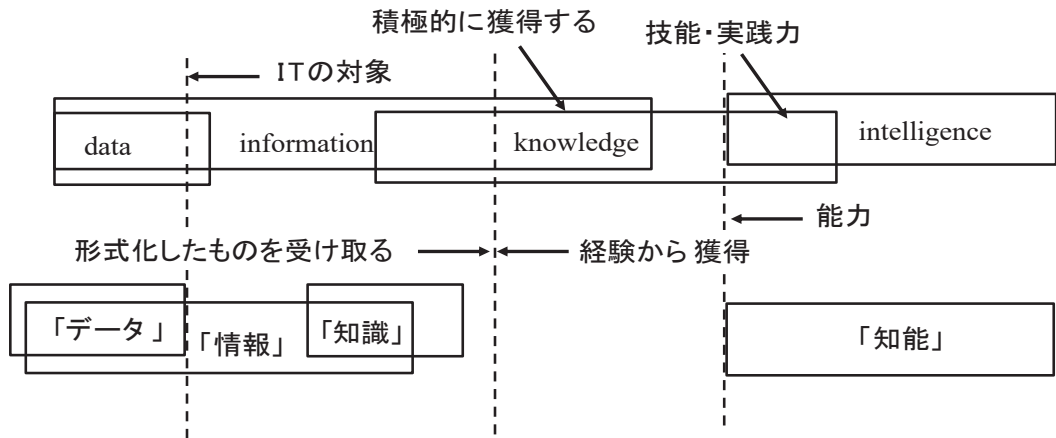 積極的に獲得する
技能・実践力
ITの対象
data
information
knowledge
intelligence
能力
形式化したものを受け取る
経験から 獲得
「データ 」
「情報」
「知識」
「知能」